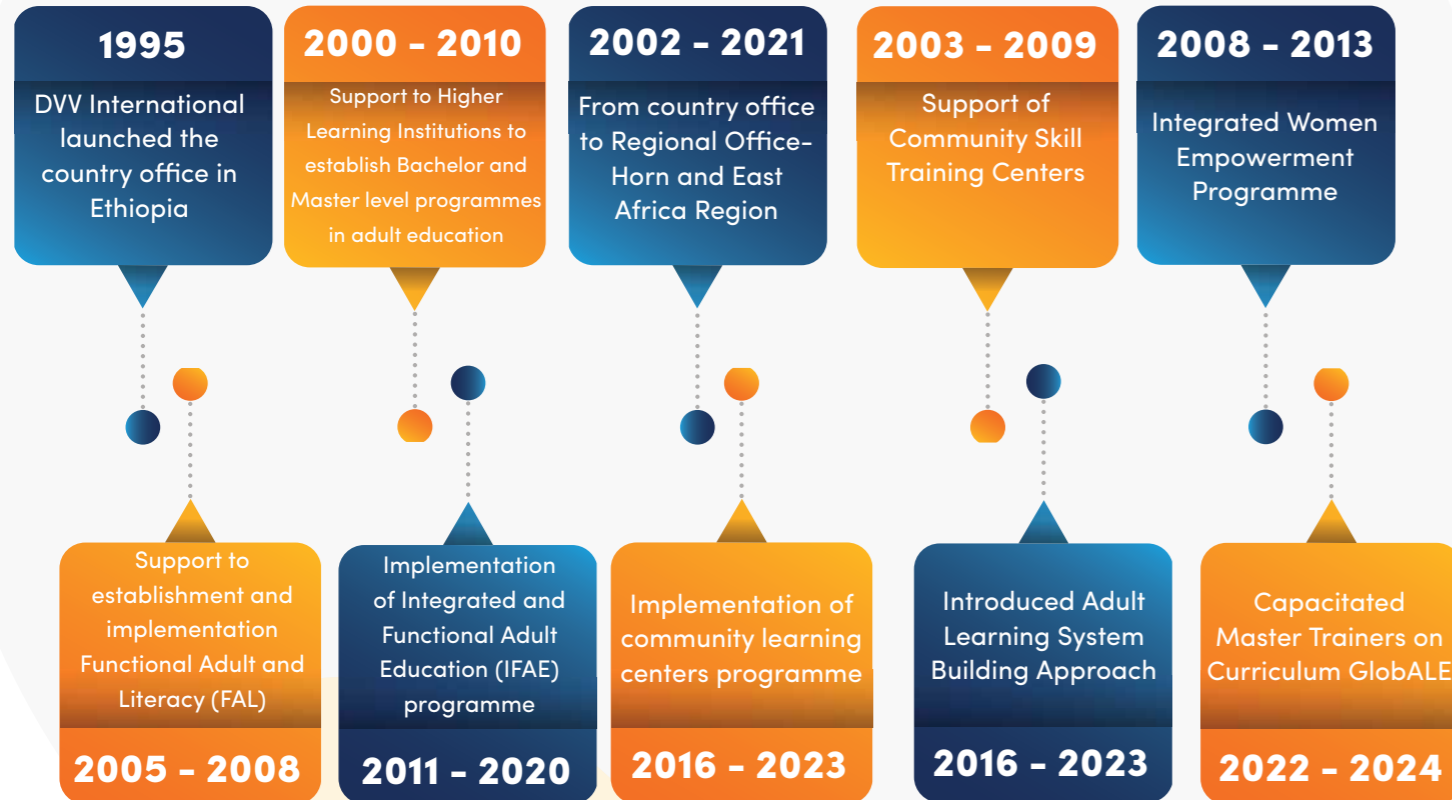 1995
DVV International
launched the
country office in
Ethiopia
2000 - 2010
Support to Higher
Learning Institutions to
establish Bachelor and
Master level programmes
in adult education
2002 - 2021
From country office
to Regional Office-
Horn and East
Africa Region
2003 - 2009
Support of
Community Skill
Training Centers
2008 - 2013
Integrated Women
Empowerment
Programme
Support to
establishment and
implementation
Functional Adult and
Literacy (FAL)
2005 - 2008
Implementation
of Integrated and
Functional Adult
Education (IFAE)
programme
2011 - 2020
Implementation of
community learning
centers programme
2016 - 2023
Introduced Adult
Learning System
Building Approach
2016 - 2023
Capacitated
Master Trainers on
Curriculum GlobALE
2022 - 2024